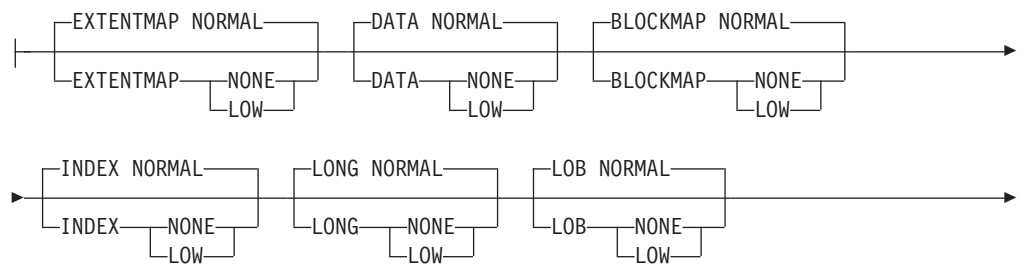 EXTENTMAP NORMAL DATA NORMAL BLOCKMAP NORMAL
EXTENTMAP NONE DATA NONE BLOCKMAP NONE
LOW LOW LOW
INDEX NORMAL LONG NORMAL LOB NORMAL
INDEX NONE LONG NONE LOB NONE
LOW LOW LOW